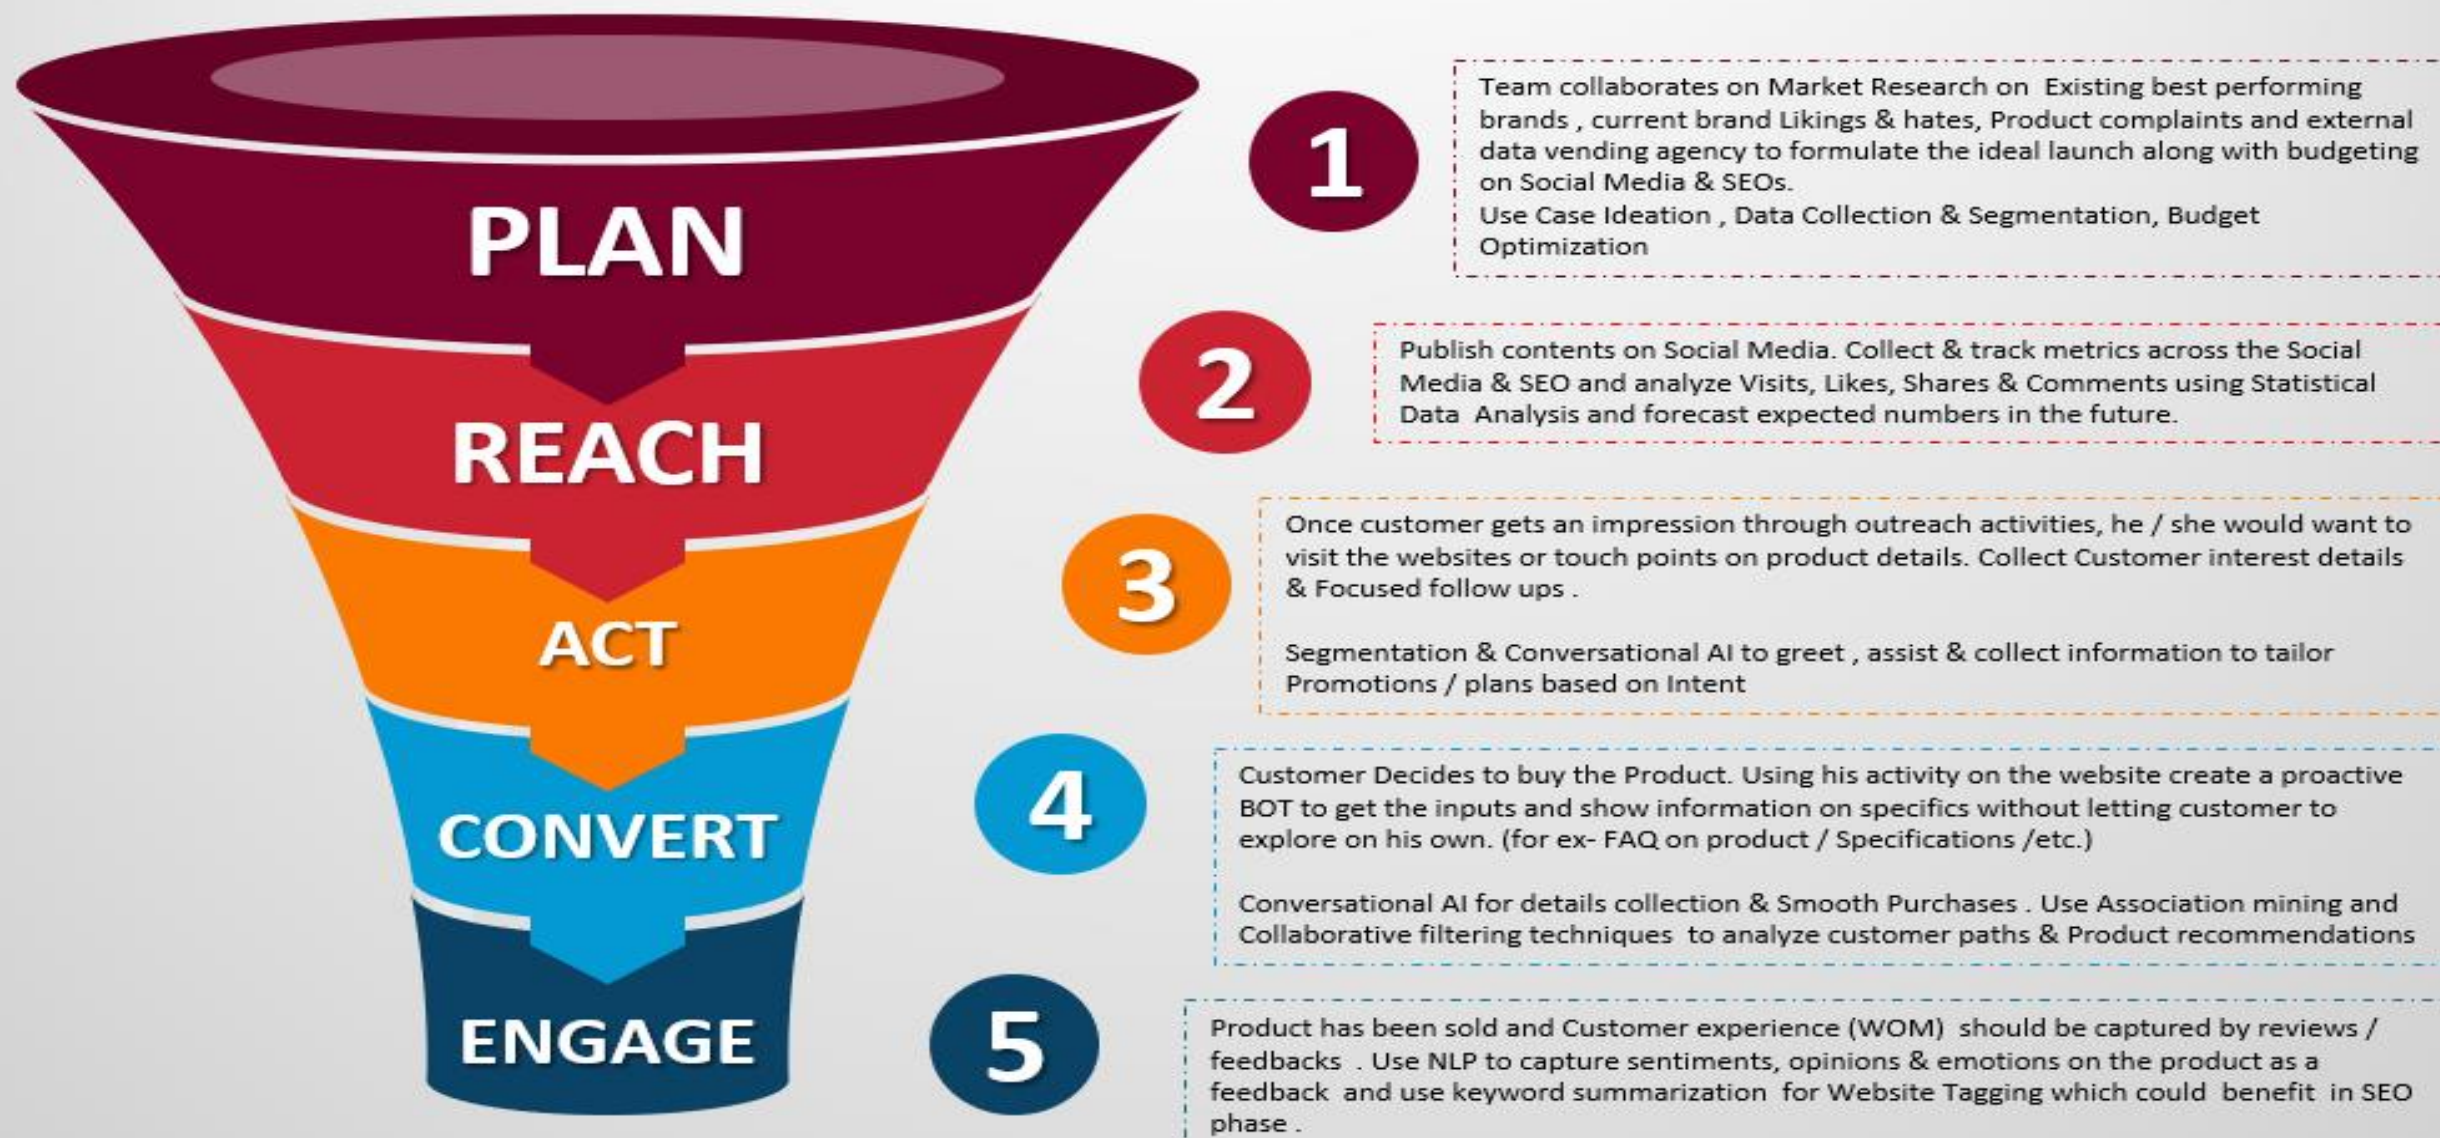 PLAN
1
Team collaborates on Market Research on Existing best performing
brands , current brand Likings & hates, Product complaints and external
data vending agency to formulate the ideal launch along with budgeting
on Social Media & SEOs.
Use Case Ideation , Data Collection & Segmentation, Budget
Optimization
REACH
2
Publish contents on Social Media. Collect & track metrics across the Social
Media & SEO and analyze Visits, Likes, Shares & Comments using Statistical
Data Analysis and forecast expected numbers in the future.
ACT
3
Once customer gets an impression through outreach activities, he / she would want to
visit the websites or touch points on product details. Collect Customer interest details
& Focused follow ups .
Segmentation & Conversational AI to greet , assist & collect information to tailor
Promotions / plans based on Intent
CONVERT
4
Customer Decides to buy the Product. Using his activity on the website create a proactive
BOT to get the inputs and show information on specifics without letting customer to
explore on his own. (for ex- FAQ on product / Specifications /etc.)
Conversational AI for details collection & Smooth Purchases . Use Association mining and
Collaborative filtering techniques to analyze customer paths & Product recommendations
ENGAGE
5
Product has been sold and Customer experience (WOM) should be captured by reviews /
feedbacks . Use NLP to capture sentiments, opinions & emotions on the product as a
feedback and use keyword summarization for Website Tagging which could benefit in SEO
phase .